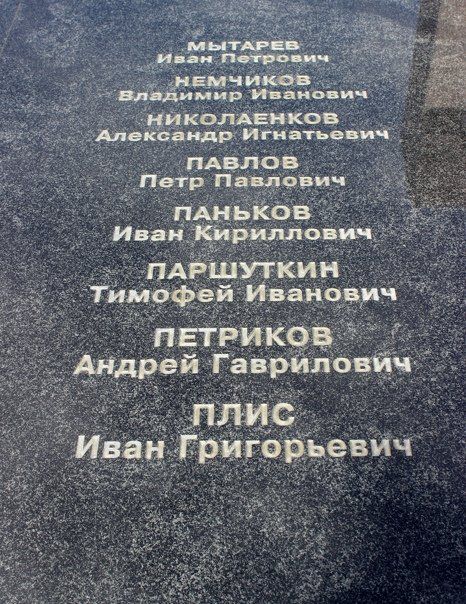 МЫТАРЕВ
Иван Петрович
НЕМЧИКОВ
Владимир Иванович
НИКОЛАЕНКОВ
Александр Игнатьевич
ПАВЛОВ
Петр Павлович
ПАНЬКОВ
Иван Кириллович
ПАРШУТКИН
Тимофей Иванович
ПЕТРИКОВ
Андрей Гаврилович
ПЛИС
Иван Григорьевич